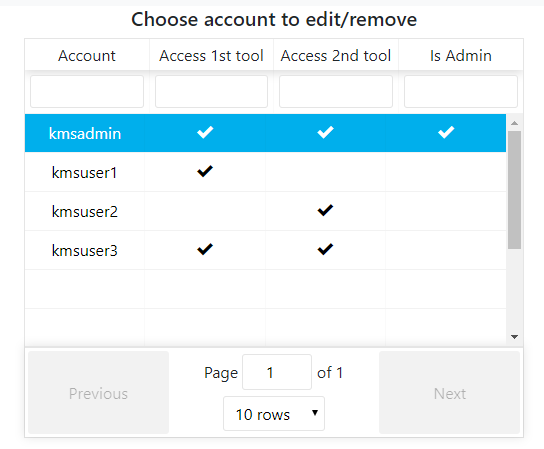 Choose account to edit/remove
Account Access 1st tool Access 2nd tool Is Admin
kmsadmin ✔ ✔ ✔
kmsuser1 ✔
kmsuser2 ✔
kmsuser3 ✔ ✔
Previous Page 1 of 1 Next
10 rows